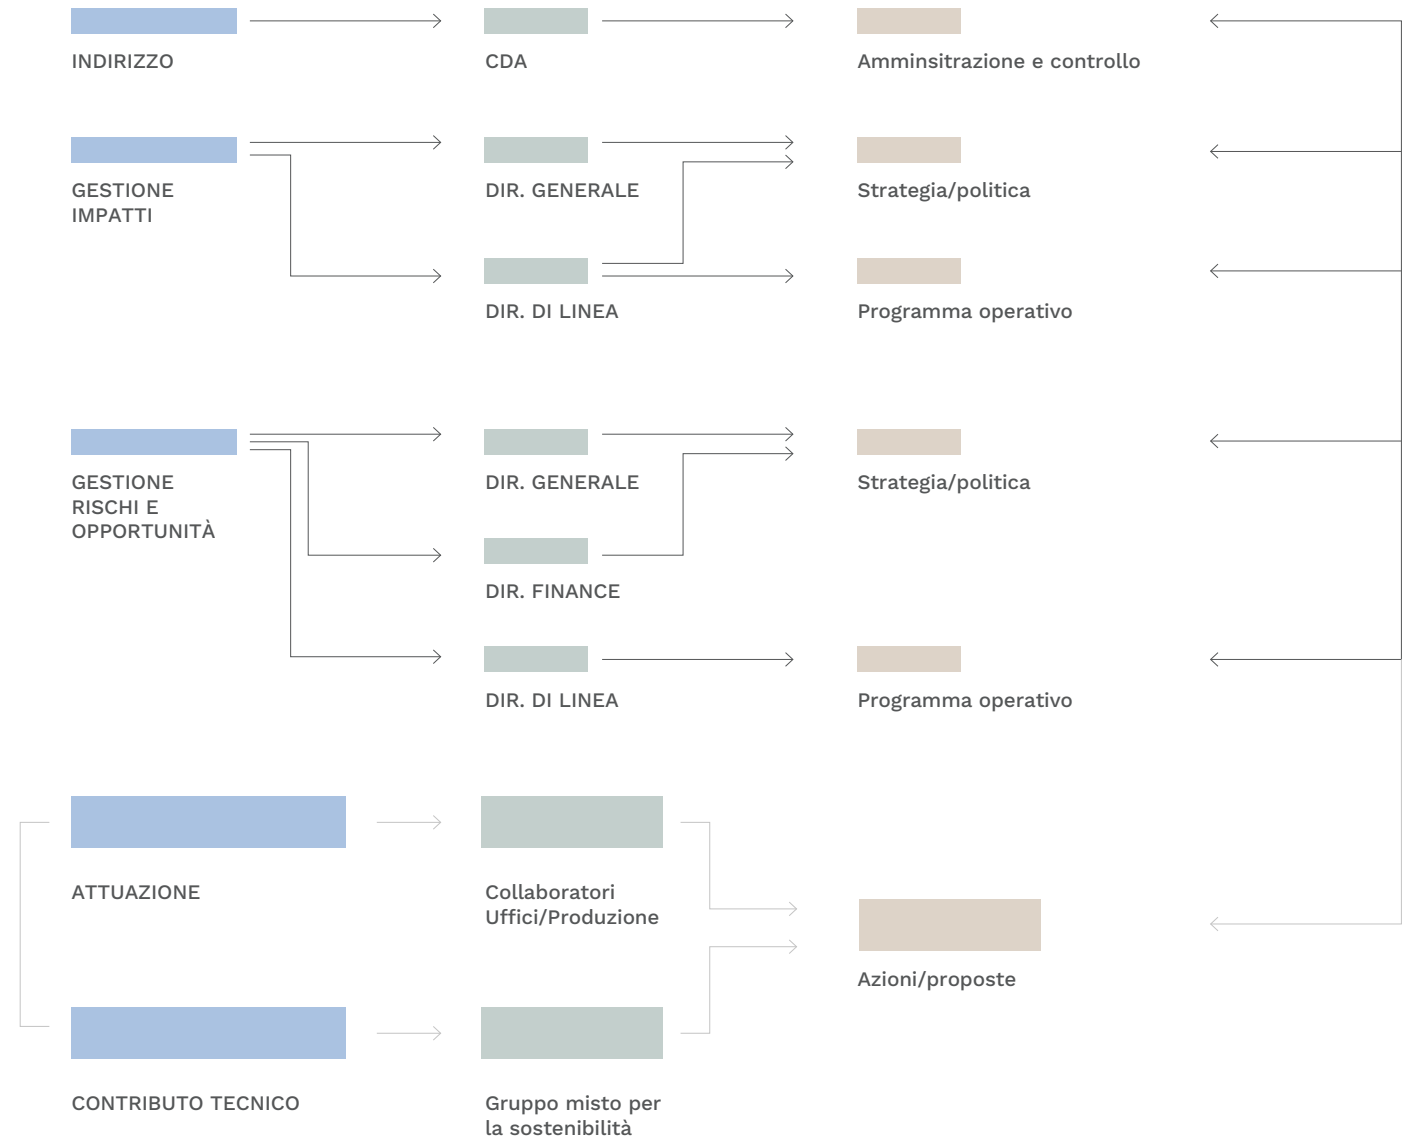 INDIRIZZO
CDA
Amminsitrazione e controllo
GESTIONE
IMPATTI
DIR. GENERALE
Strategia/politica
DIR. DI LINEA
Programma operativo
GESTIONE
RISCHI E
OPPORTUNITÀ
DIR. GENERALE
Strategia/politica
DIR. FINANCE
DIR. DI LINEA
Programma operativo
ATTUAZIONE
Collaboratori
Uffici/Produzione
Azioni/proposte
CONTRIBUTO TECNICO
Gruppo misto per
la sostenibilità